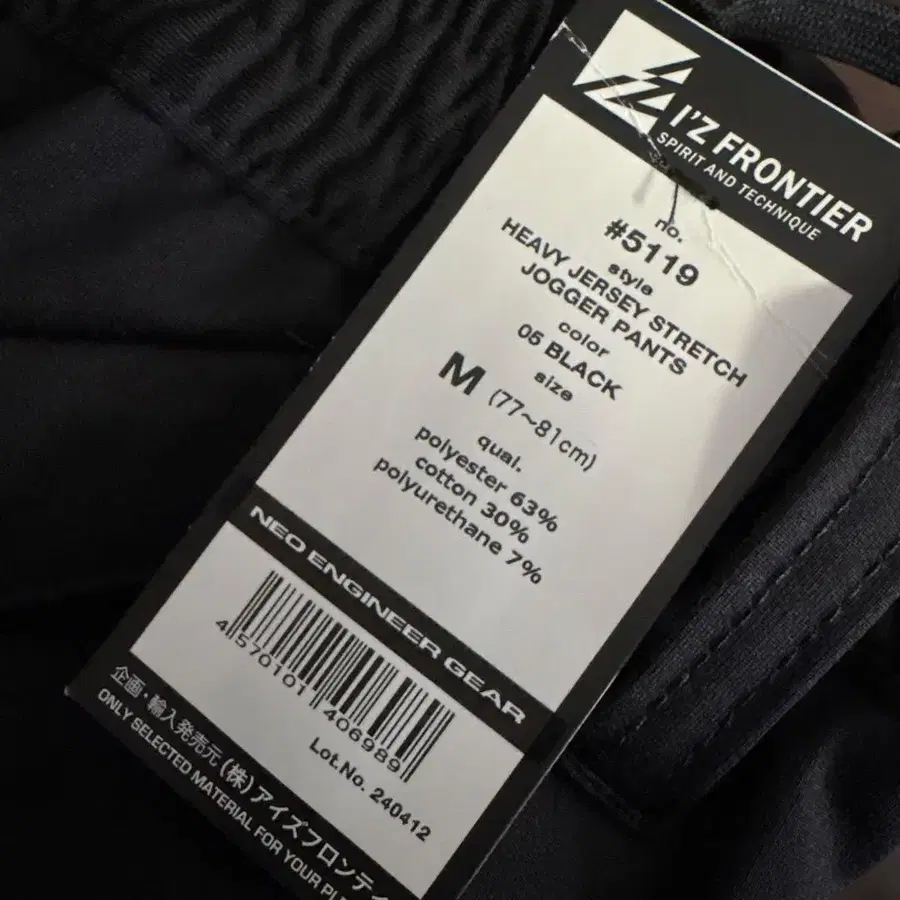 I'Z FRONTIER
SPIRIT AND TECHNIQUE
no.
#5119
style
HEAVY JERSEY STRETCH
JOGGER PANTS
color
05 BLACK
size
M (77~81cm)
qual.
polyester 63%
cotton 30%
polyurethane 7%
NEO ENGINEER GEAR
4570101406989
Lot.No. 240412
企画・輸入発売元 (株)アイズフロンティ
ONLY SELECTED MATERIAL FOR YOUR